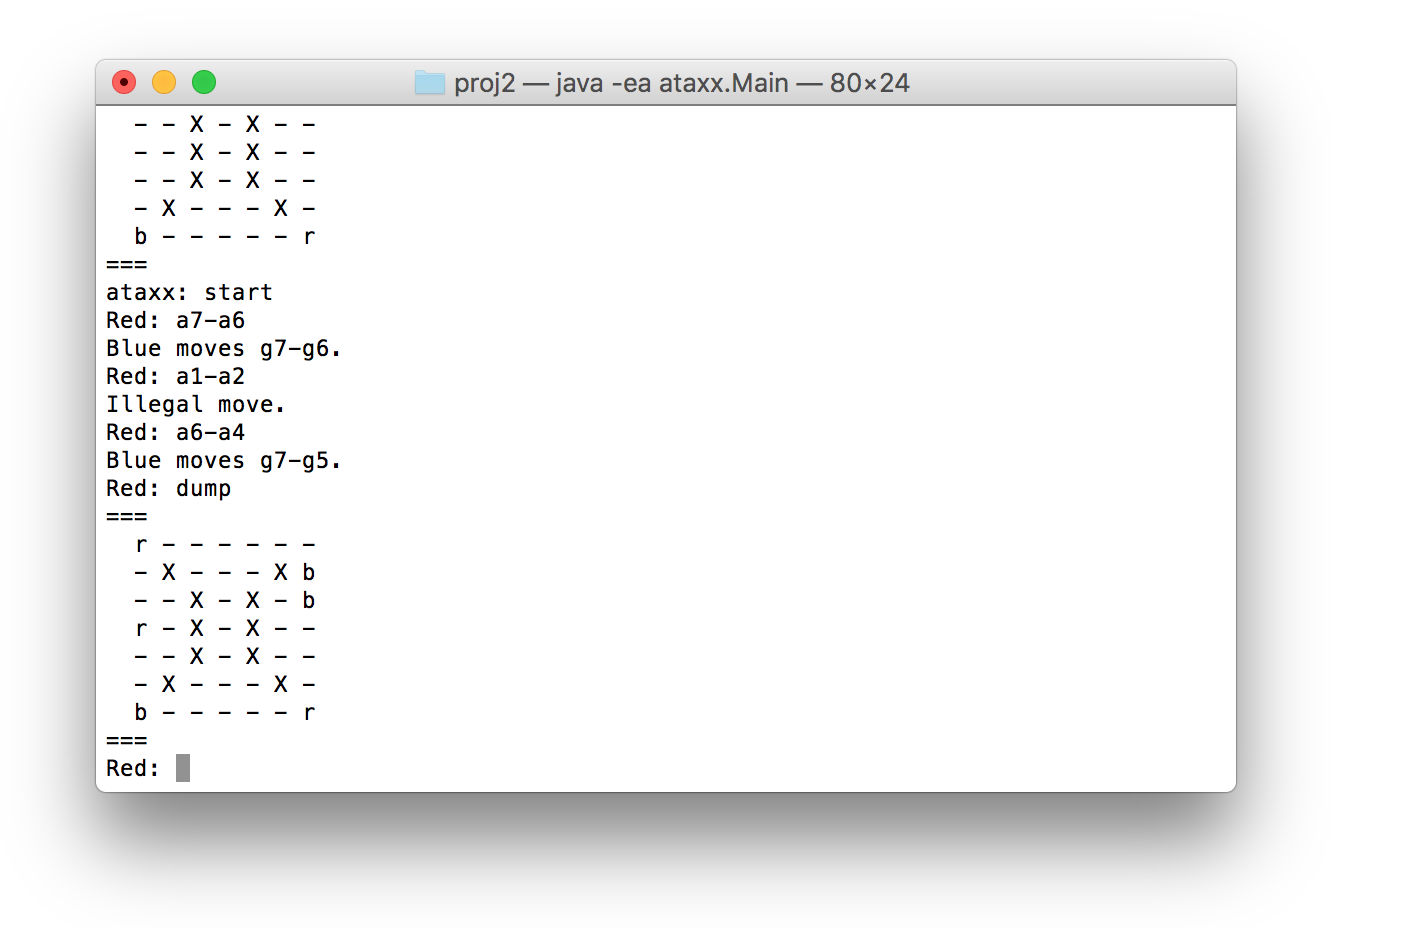 proj2 — java -ea ataxx.Main — 80×24
  - - X - X - -
  - - X - X - -
  - - X - X - -
  - X - - - X -
  b - - - - - r
===
ataxx: start
Red: a7-a6
Blue moves g7-g6.
Red: a1-a2
Illegal move.
Red: a6-a4
Blue moves g7-g5.
Red: dump
===
  r - - - - - -
  - X - - - X b
  - - X - X - b
  r - X - X - -
  - - X - X - -
  - X - - - X -
  b - - - - - r
===
Red: